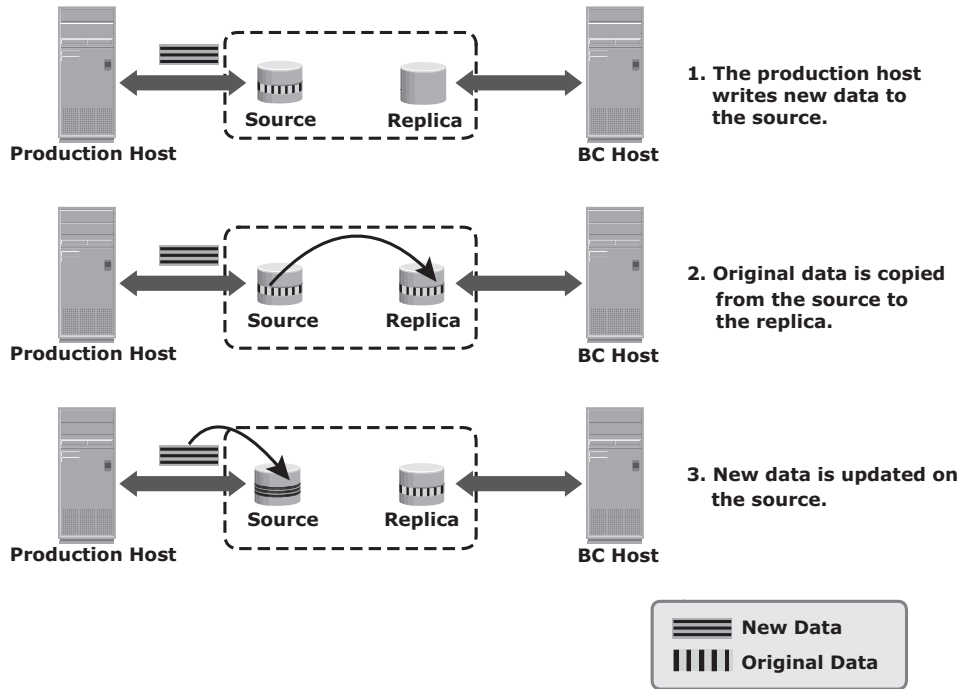 Source
Replica
Production Host
BC Host
1. The production host
writes new data to
the source.
Source
Replica
Production Host
BC Host
2. Original data is copied
from the source to
the replica.
Source
Replica
Production Host
BC Host
3. New data is updated on
the source.
New Data
Original Data